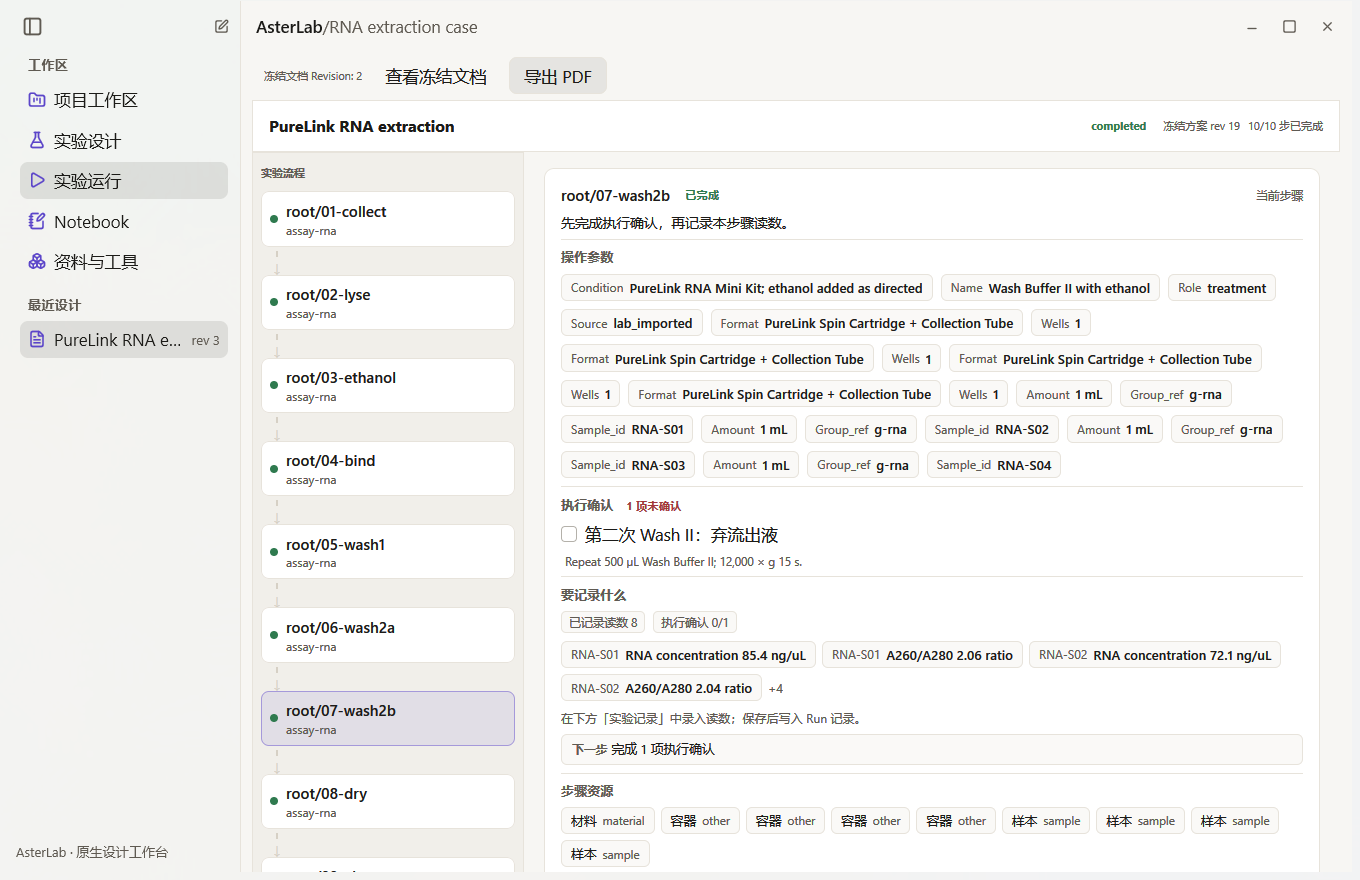 AsterLab/RNA extraction case
工作区
项目工作区
实验设计
实验运行
Notebook
资料与工具
最近设计
PureLink RNA e... rev 3
AsterLab · 原生设计工作台
冻结文档 Revision: 2 查看冻结文档 导出 PDF
PureLink RNA extraction completed 冻结方案 rev 19 10/10 步已完成
实验流程
root/01-collect
assay-rna
root/02-lyse
assay-rna
root/03-ethanol
assay-rna
root/04-bind
assay-rna
root/05-wash1
assay-rna
root/06-wash2a
assay-rna
root/07-wash2b
assay-rna
root/08-dry
assay-rna
root/07-wash2b 已完成 当前步骤
先完成执行确认，再记录本步骤读数。
操作参数
Condition PureLink RNA Mini Kit; ethanol added as directed Name Wash Buffer II with ethanol Role treatment
Source lab_imported Format PureLink Spin Cartridge + Collection Tube Wells 1
Format PureLink Spin Cartridge + Collection Tube Wells 1 Format PureLink Spin Cartridge + Collection Tube
Wells 1 Format PureLink Spin Cartridge + Collection Tube Wells 1 Amount 1 mL Group_ref g-rna
Sample_id RNA-S01 Amount 1 mL Group_ref g-rna Sample_id RNA-S02 Amount 1 mL Group_ref g-rna
Sample_id RNA-S03 Amount 1 mL Group_ref g-rna Sample_id RNA-S04
执行确认 1 项未确认
第二次 Wash II：弃流出液
Repeat 500 µL Wash Buffer II; 12,000 × g 15 s.
要记录什么
已记录读数 8 执行确认 0/1
RNA-S01 RNA concentration 85.4 ng/uL RNA-S01 A260/A280 2.06 ratio RNA-S02 RNA concentration 72.1 ng/uL
RNA-S02 A260/A280 2.04 ratio +4
在下方「实验记录」中录入读数；保存后写入 Run 记录。
下一步 完成 1 项执行确认
步骤资源
材料 material 容器 other 容器 other 容器 other 容器 other 样本 sample 样本 sample 样本 sample
样本 sample